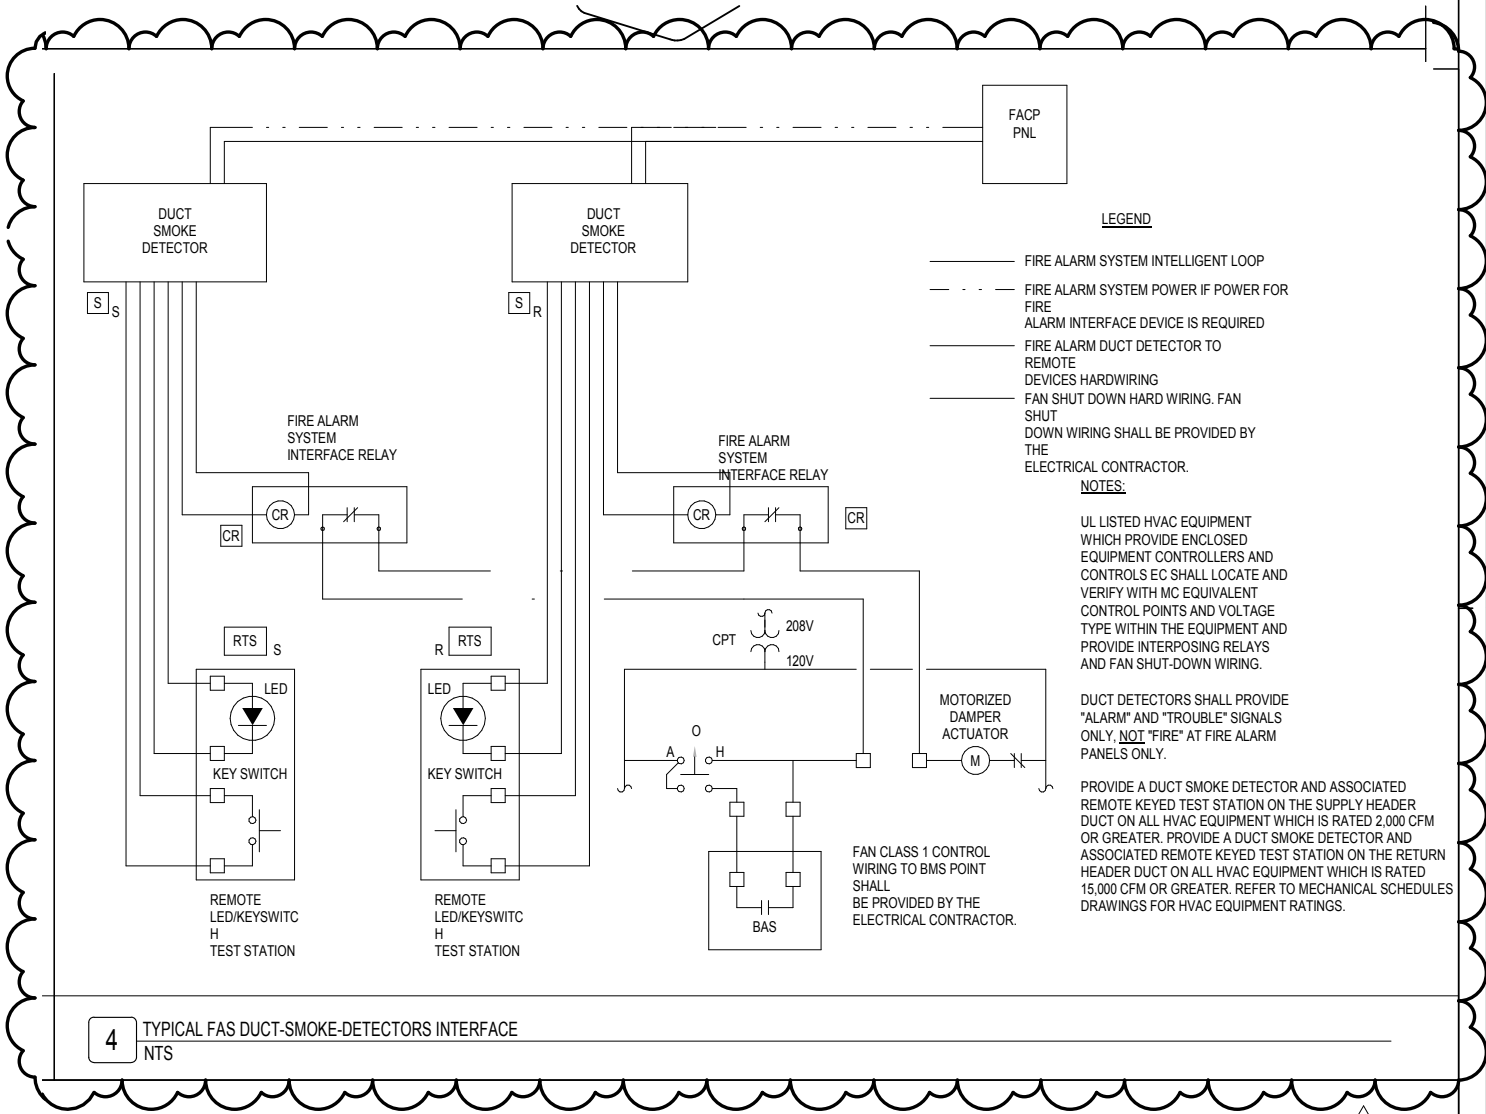 FACP
PNL
DUCT
SMOKE
DETECTOR
S
S
DUCT
SMOKE
DETECTOR
S
R
LEGEND
FIRE ALARM SYSTEM INTELLIGENT LOOP
FIRE ALARM SYSTEM POWER IF POWER FOR
FIRE
ALARM INTERFACE DEVICE IS REQUIRED
FIRE ALARM DUCT DETECTOR TO
REMOTE
DEVICES HARDWIRING
FAN SHUT DOWN HARD WIRING. FAN
SHUT
DOWN WIRING SHALL BE PROVIDED BY
THE
ELECTRICAL CONTRACTOR.
FIRE ALARM
SYSTEM
INTERFACE RELAY
CR
CR
FIRE ALARM
SYSTEM
INTERFACE RELAY
CR
CR
NOTES:
UL LISTED HVAC EQUIPMENT
WHICH PROVIDE ENCLOSED
EQUIPMENT CONTROLLERS AND
CONTROLS EC SHALL LOCATE AND
VERIFY WITH MC EQUIVALENT
CONTROL POINTS AND VOLTAGE
TYPE WITHIN THE EQUIPMENT AND
PROVIDE INTERPOSING RELAYS
AND FAN SHUT-DOWN WIRING.
DUCT DETECTORS SHALL PROVIDE
"ALARM" AND "TROUBLE" SIGNALS
ONLY, NOT "FIRE" AT FIRE ALARM
PANELS ONLY.
PROVIDE A DUCT SMOKE DETECTOR AND ASSOCIATED
REMOTE KEYED TEST STATION ON THE SUPPLY HEADER
DUCT ON ALL HVAC EQUIPMENT WHICH IS RATED 2,000 CFM
OR GREATER. PROVIDE A DUCT SMOKE DETECTOR AND
ASSOCIATED REMOTE KEYED TEST STATION ON THE RETURN
HEADER DUCT ON ALL HVAC EQUIPMENT WHICH IS RATED
15,000 CFM OR GREATER. REFER TO MECHANICAL SCHEDULES
DRAWINGS FOR HVAC EQUIPMENT RATINGS.
RTS
S
LED
KEY SWITCH
REMOTE
LED/KEYSWITC
H
TEST STATION
R
RTS
LED
KEY SWITCH
REMOTE
LED/KEYSWITC
H
TEST STATION
CPT
208V
120V
O
A
H
BAS
MOTORIZED
DAMPER
ACTUATOR
M
FAN CLASS 1 CONTROL
WIRING TO BMS POINT
SHALL
BE PROVIDED BY THE
ELECTRICAL CONTRACTOR.
4
TYPICAL FAS DUCT-SMOKE-DETECTORS INTERFACE
NTS